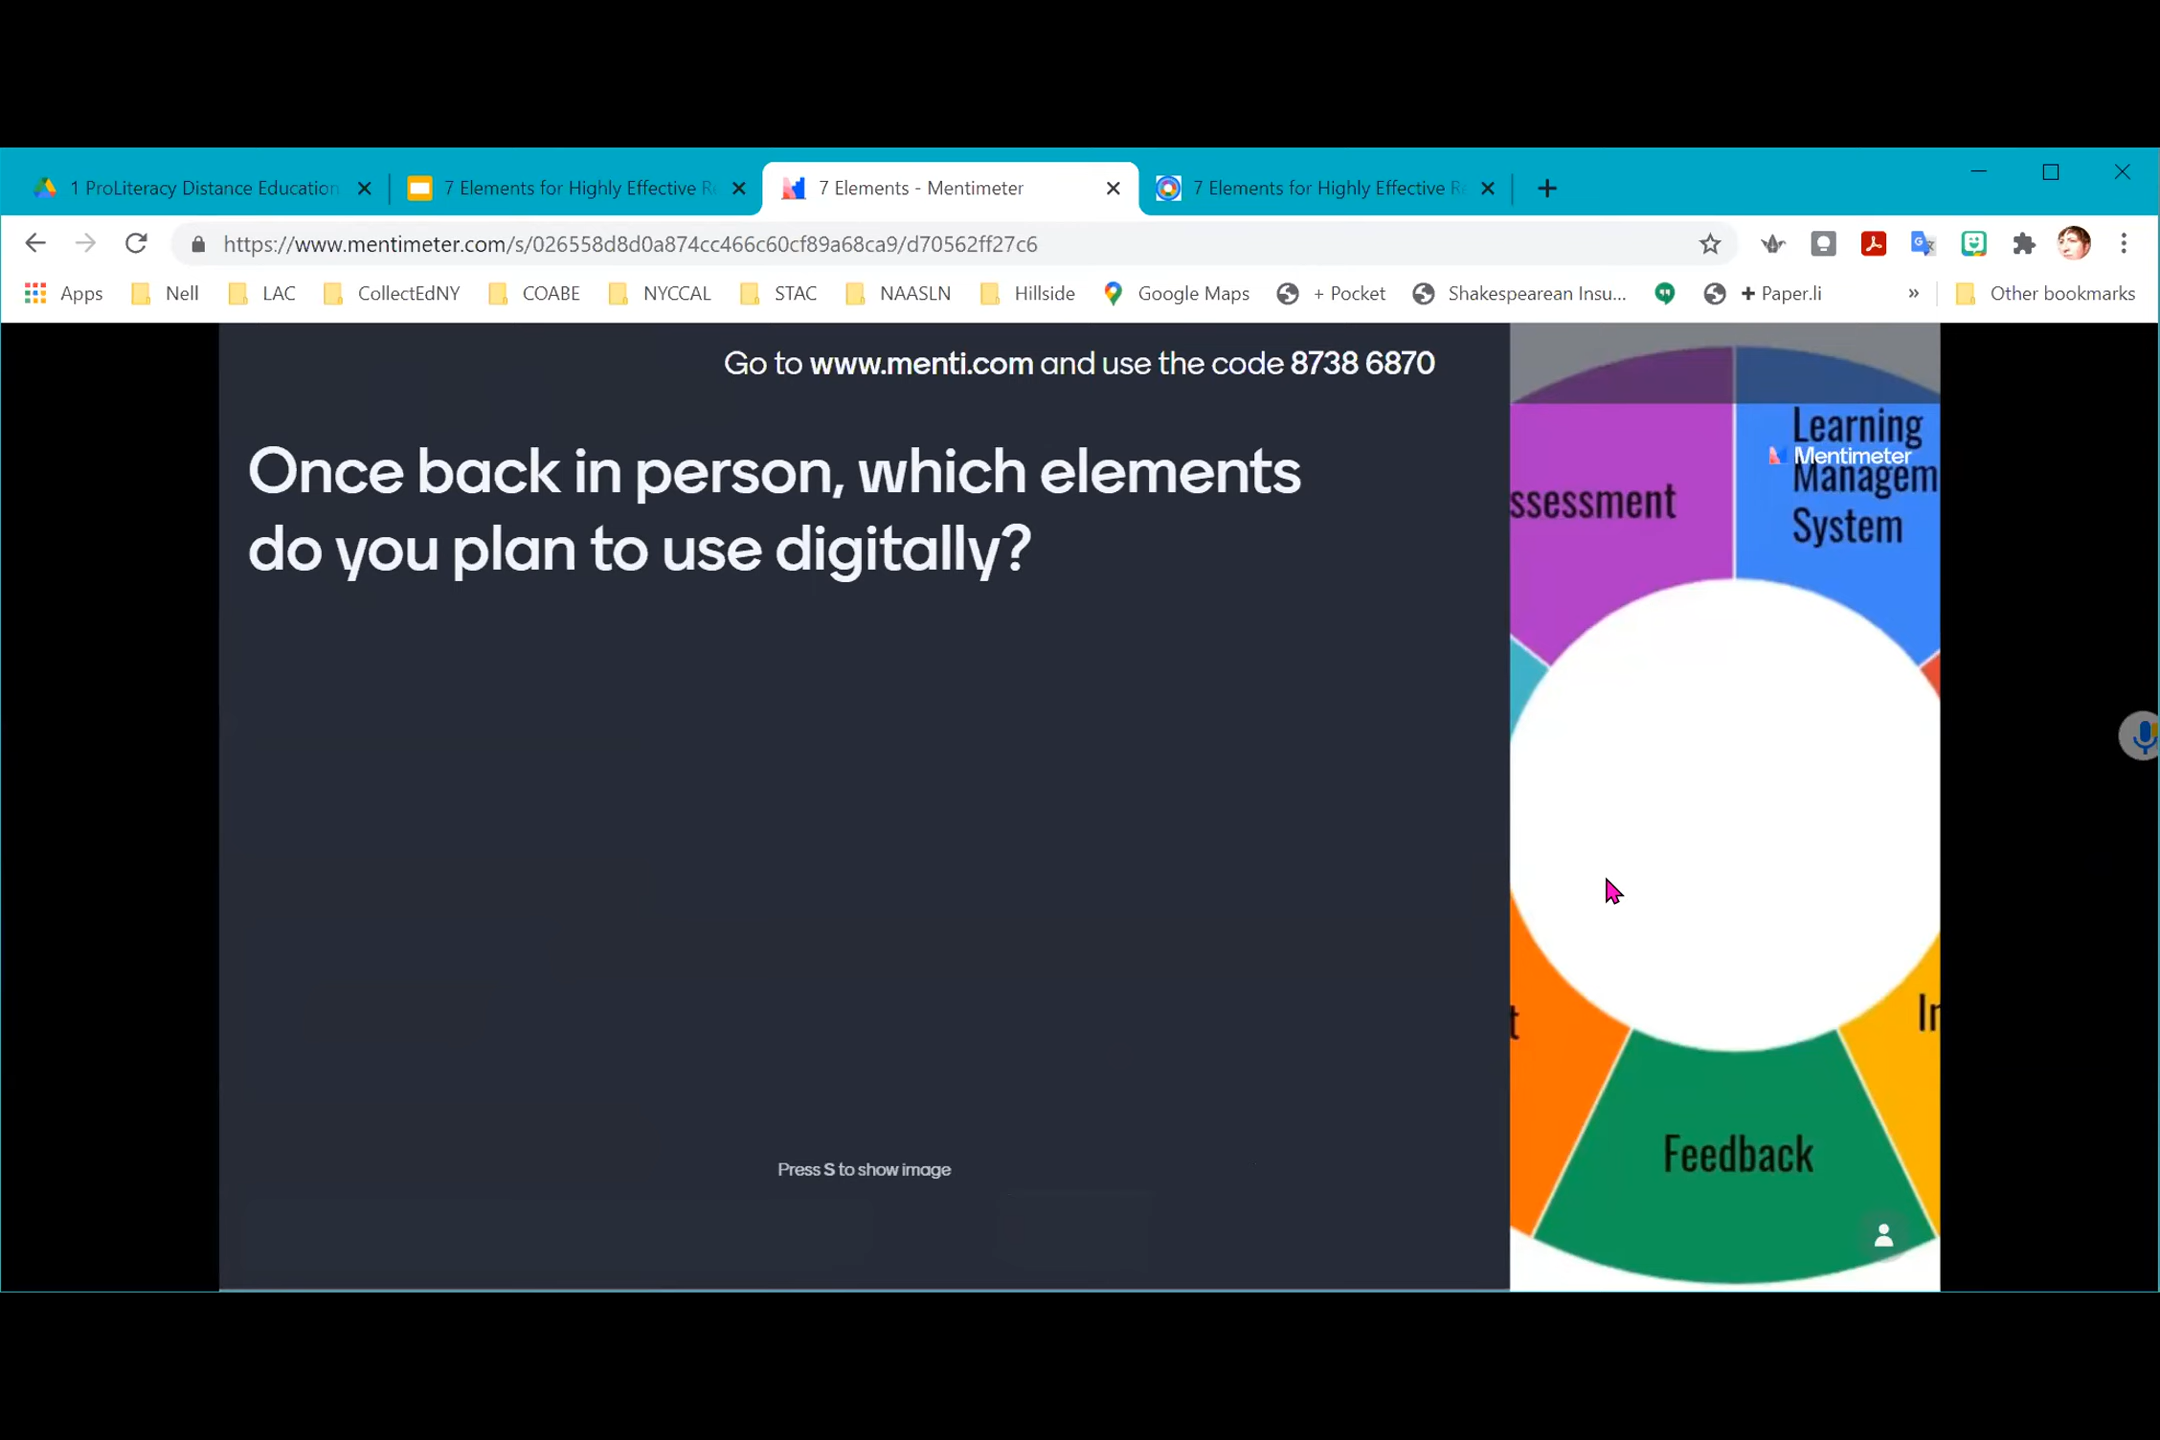 1 ProLiteracy Distance Education
7 Elements for Highly Effective R
7 Elements - Mentimeter
7 Elements for Highly Effective R
https://www.mentimeter.com/s/026558d8d0a874cc466c60cf89a68ca9/d70562ff27c6
Apps Nell LAC CollectEdNY COABE NYCCAL STAC NAASLN Hillside Google Maps + Pocket Shakespearean Insu... + Paper.li » Other bookmarks
Go to www.menti.com and use the code 8738 6870
Once back in person, which elements
do you plan to use digitally?
Press S to show image
ssessment
Learning
Mentimeter
Managem
System
t
In
Feedback